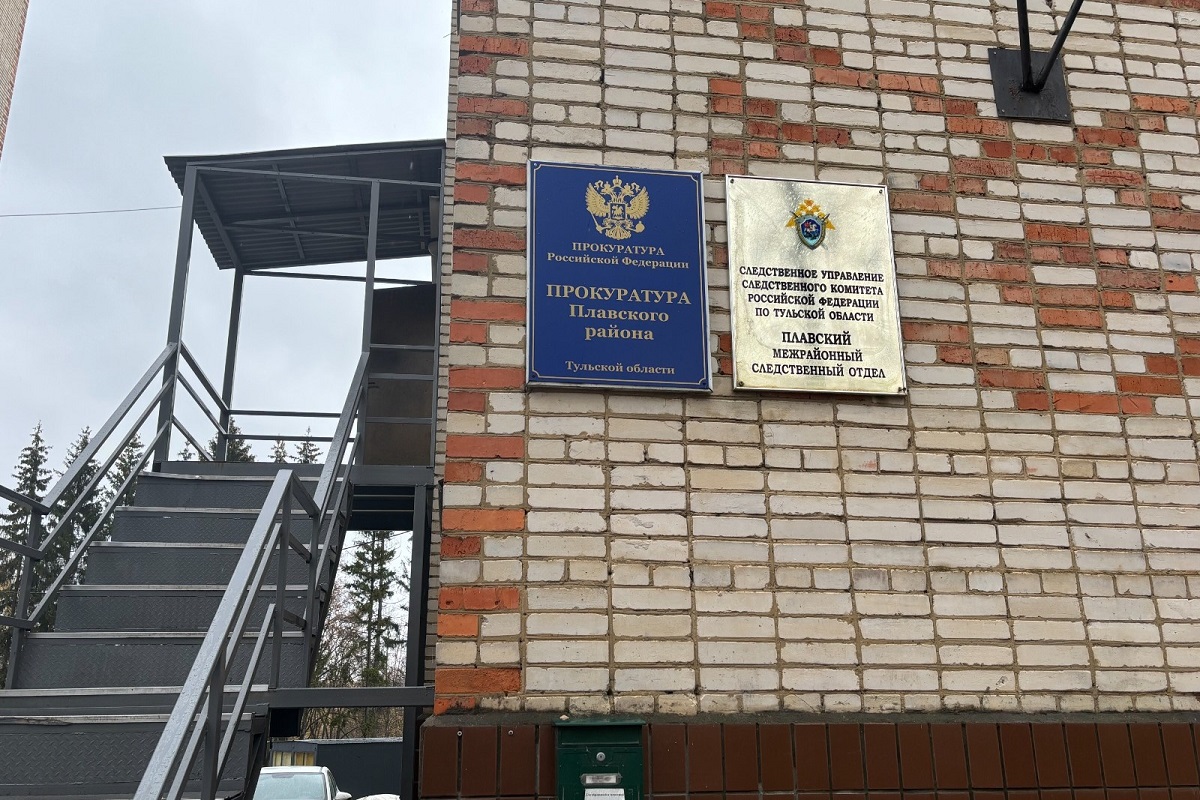 ПРОКУРАТУРА
Российской Федерации
ПРОКУРАТУРА
Плавского
района
Тульской области
СЛЕДСТВЕННОЕ УПРАВЛЕНИЕ
СЛЕДСТВЕННОГО КОМИТЕТА
РОССИЙСКОЙ ФЕДЕРАЦИИ
ПО ТУЛЬСКОЙ ОБЛАСТИ
ПЛАВСКИЙ
МЕЖРАЙОННЫЙ
СЛЕДСТВЕННЫЙ ОТДЕЛ